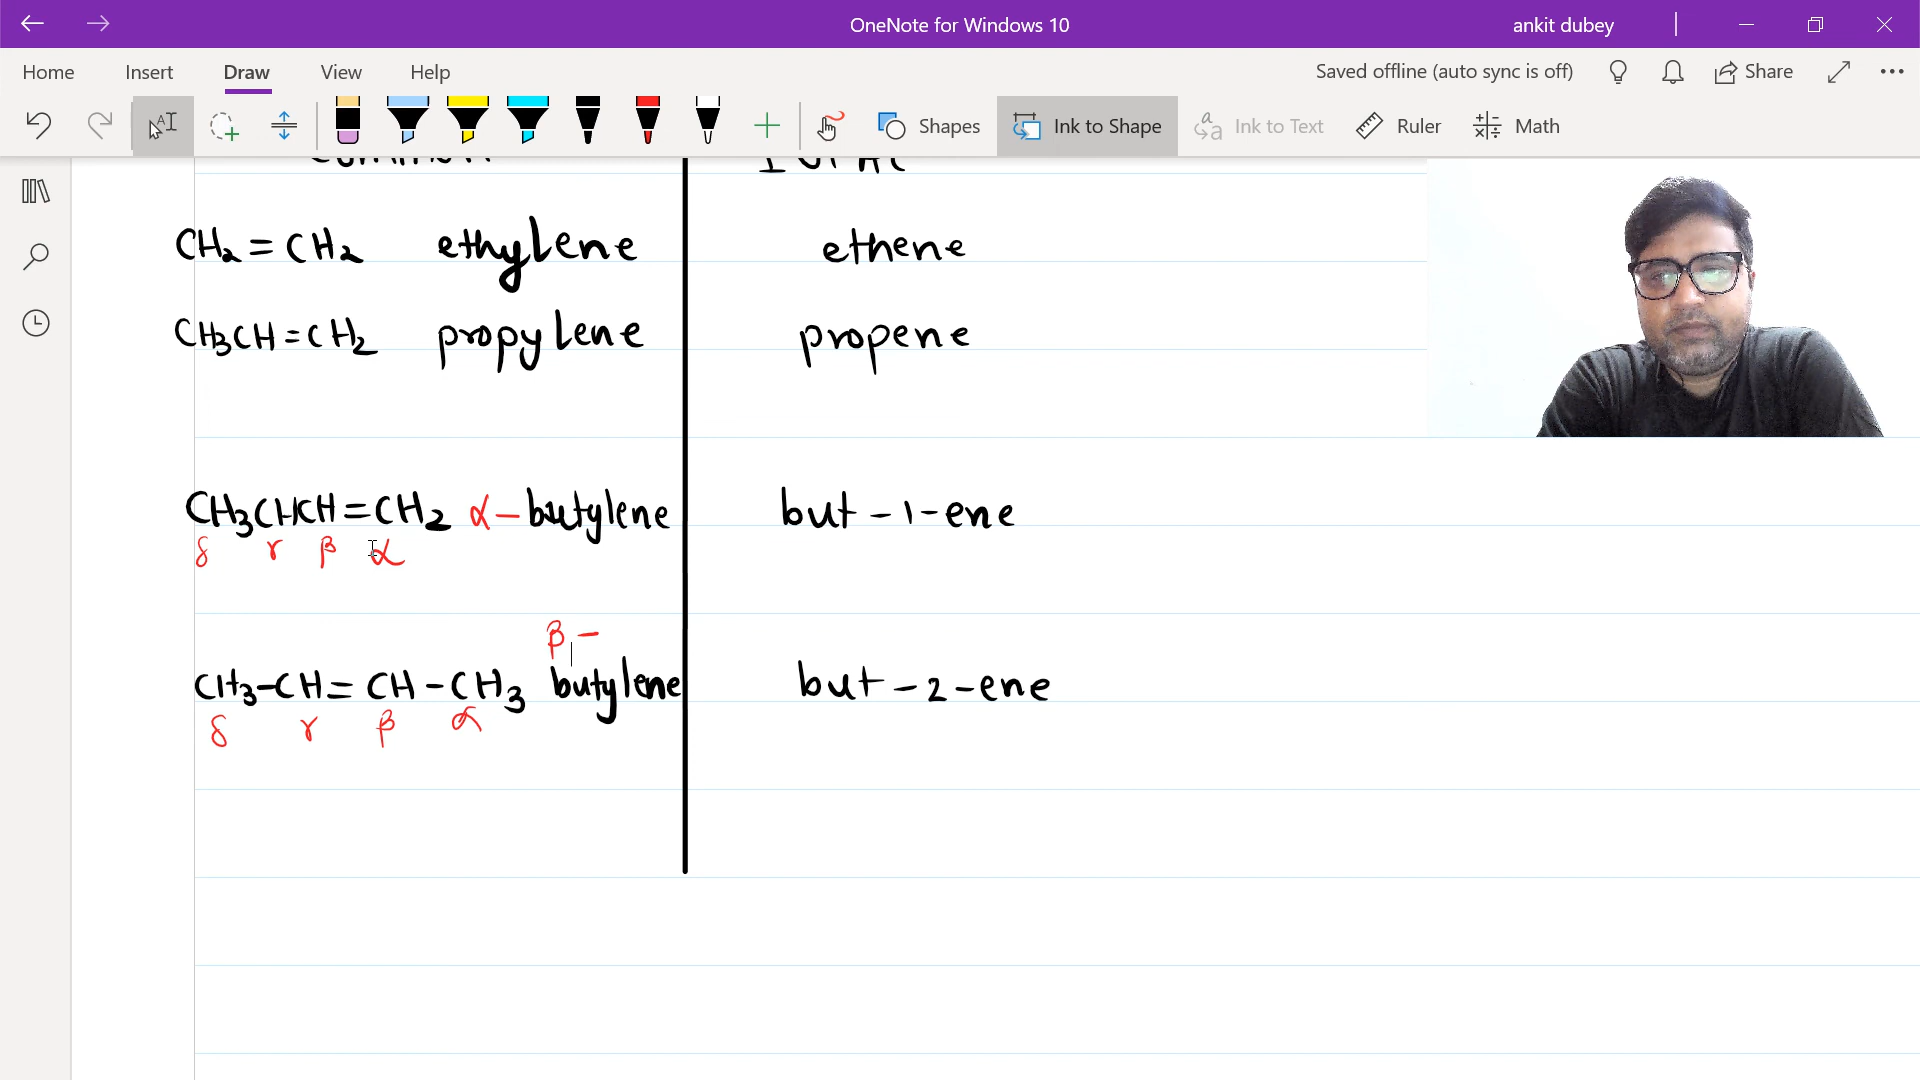 OneNote for Windows 10
ankit dubey
Home Insert Draw View Help
Saved offline (auto sync is off) Share
Shapes Ink to Shape Ink to Text Ruler Math
CH2 = CH2 ethylene ethene
CH3CH = CH2 propylene propene
CH3CHCH = CH2 α - butylene but - 1 - ene
δ γ β α
β -
CH3-CH = CH - CH3 butylene but - 2 - ene
δ γ β α